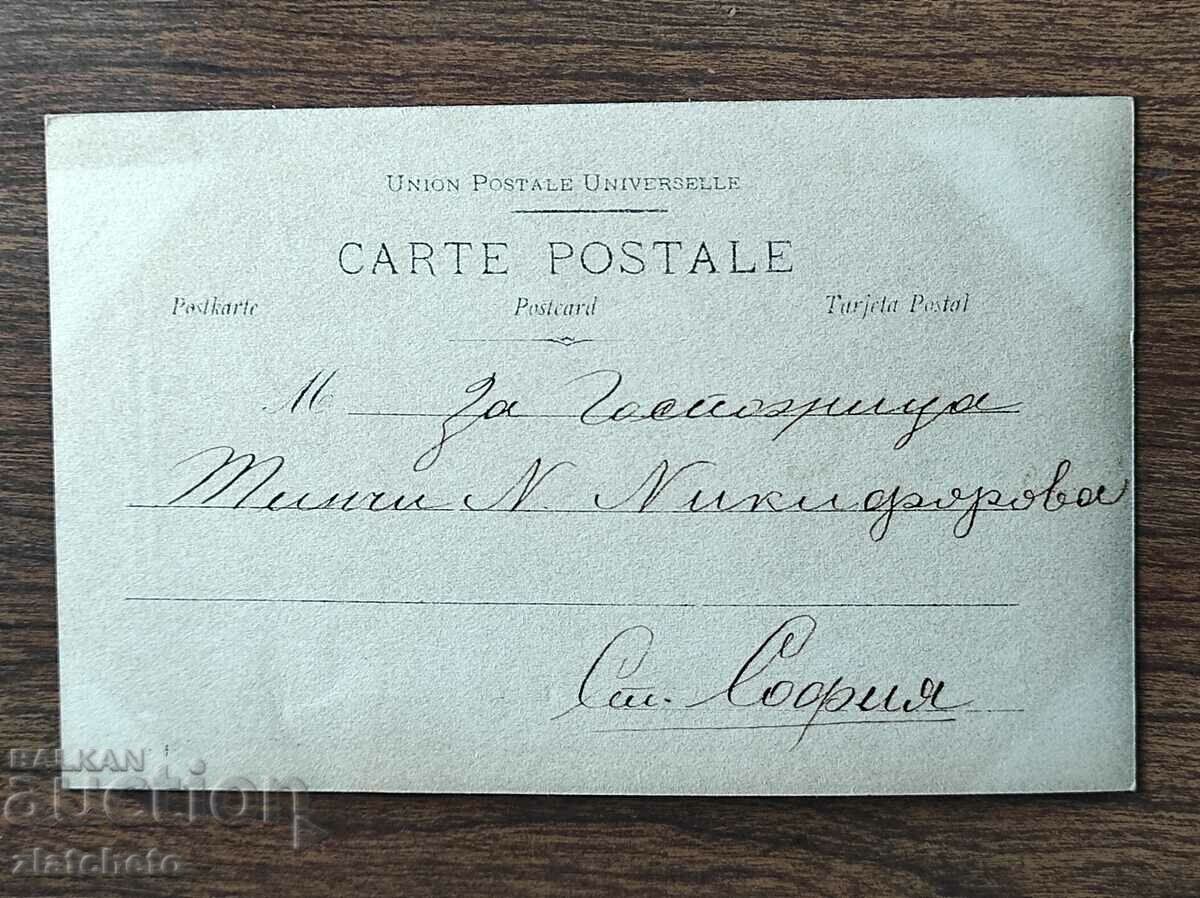 UNION POSTALE UNIVERSELLE
CARTE POSTALE
Postkarte Postcard Tarjeta Postal
M За Госпожица
Тинчи N. Никифорова
Ст. София
BALKAN
auction
zlatcheto